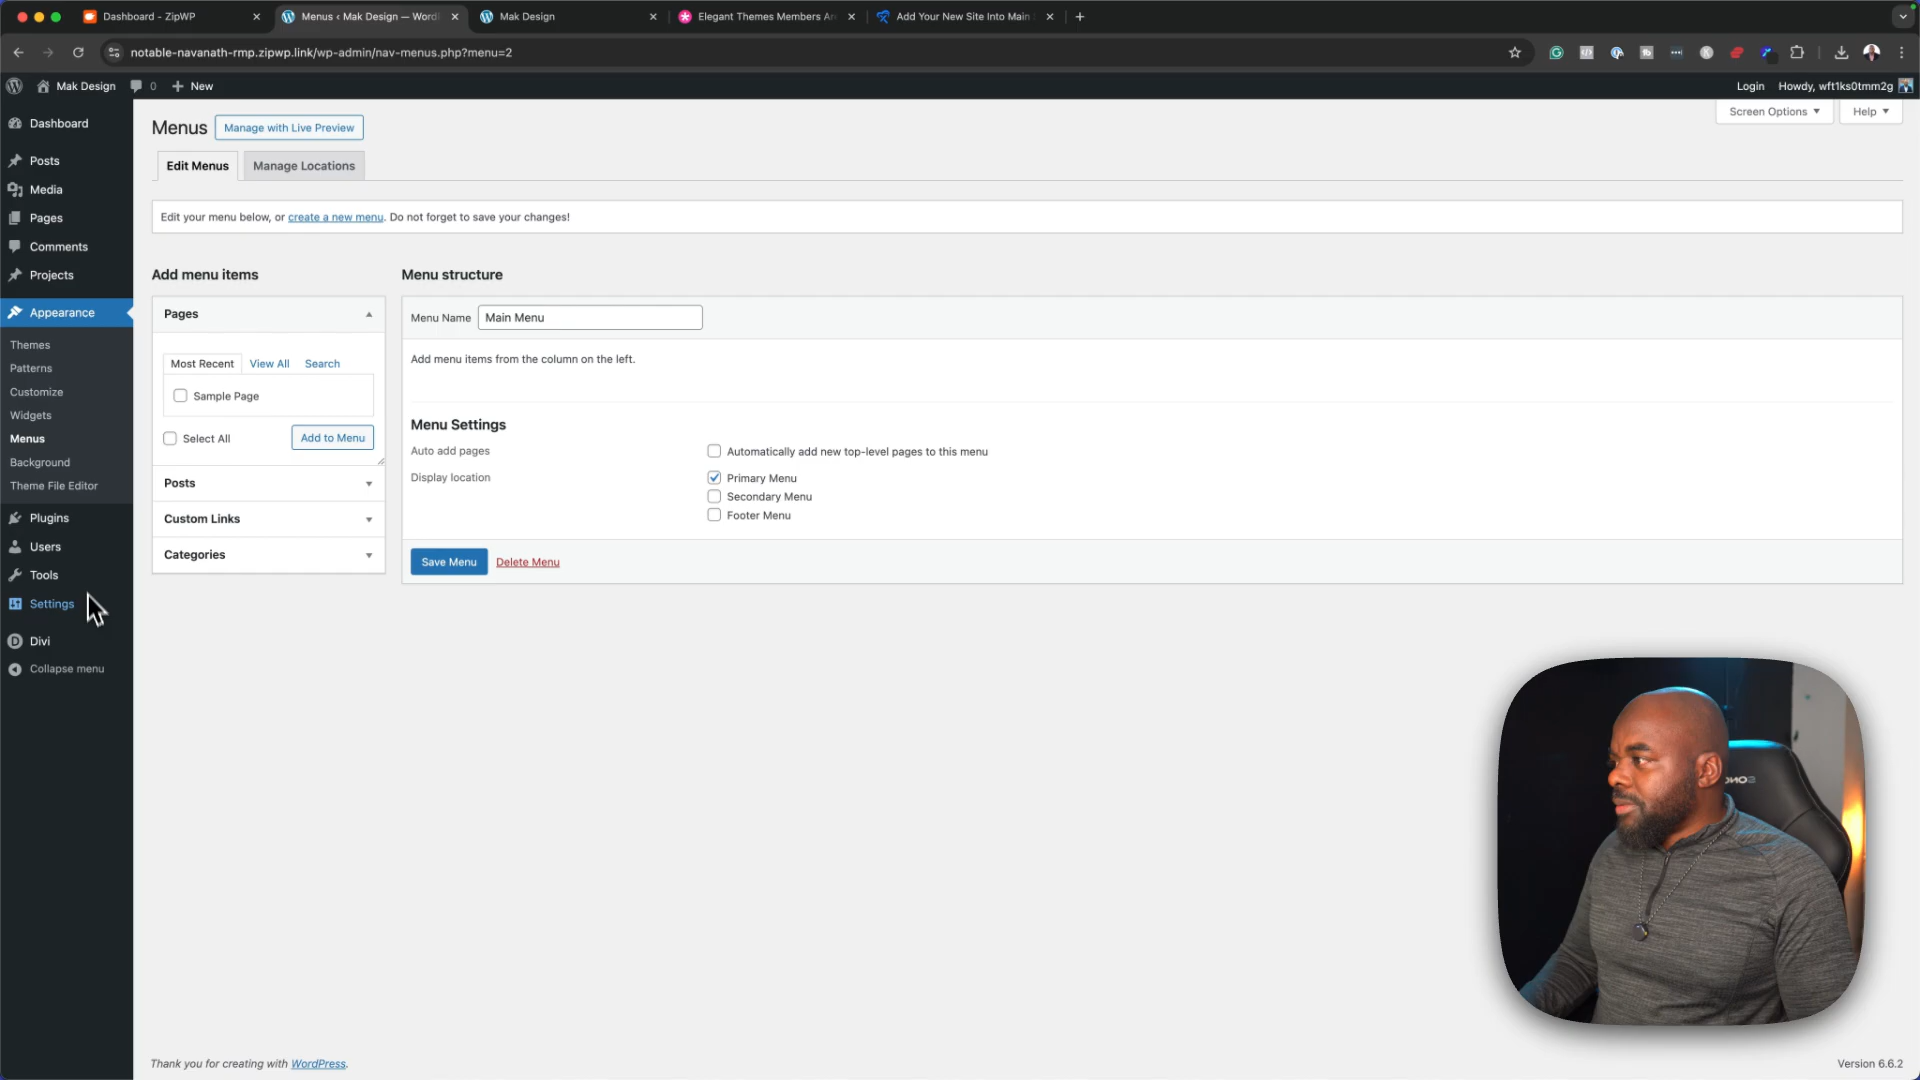 Dashboard - ZipWP
Menus ‹ Mak Design — WordP
Mak Design
Elegant Themes Members Are
Add Your New Site Into Main
notable-navanath-rmp.zipwp.link/wp-admin/nav-menus.php?menu=2
Mak Design
0
New
Login
Howdy, wft1ks0tmm2g
Dashboard
Posts
Media
Pages
Comments
Projects
Appearance
Themes
Patterns
Customize
Widgets
Menus
Background
Theme File Editor
Plugins
Users
Tools
Settings
Divi
Collapse menu
Menus
Manage with Live Preview
Screen Options
Help
Edit Menus
Manage Locations
Edit your menu below, or create a new menu. Do not forget to save your changes!
Add menu items
Pages
Most Recent
View All
Search
Sample Page
Select All
Add to Menu
Posts
Custom Links
Categories
Menu structure
Menu Name
Main Menu
Add menu items from the column on the left.
Menu Settings
Auto add pages
Automatically add new top-level pages to this menu
Display location
Primary Menu
Secondary Menu
Footer Menu
Save Menu
Delete Menu
Thank you for creating with WordPress.
Version 6.6.2